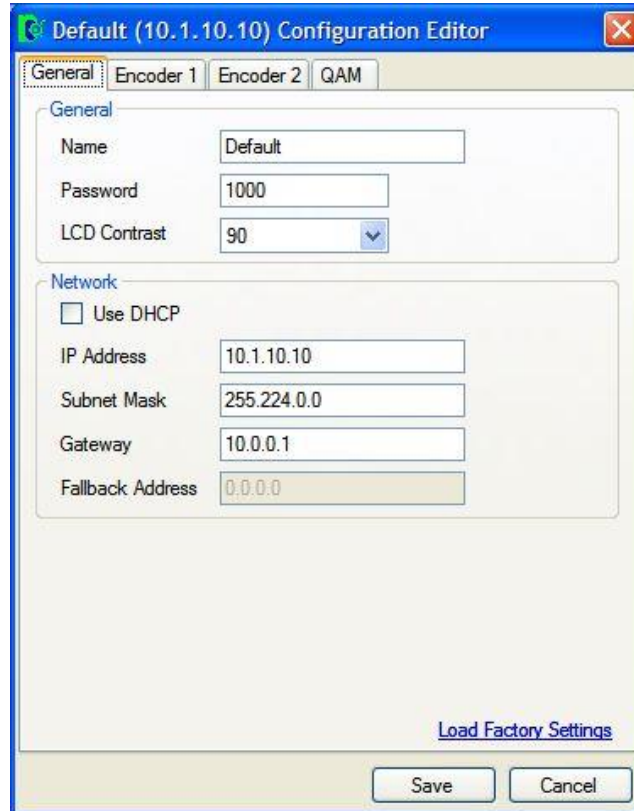 Default (10.1.10.10) Configuration Editor
General Encoder 1 Encoder 2 QAM
General
Name Default
Password 1000
LCD Contrast 90
Network
Use DHCP
IP Address 10.1.10.10
Subnet Mask 255.224.0.0
Gateway 10.0.0.1
Fallback Address 0.0.0.0
Load Factory Settings
Save Cancel